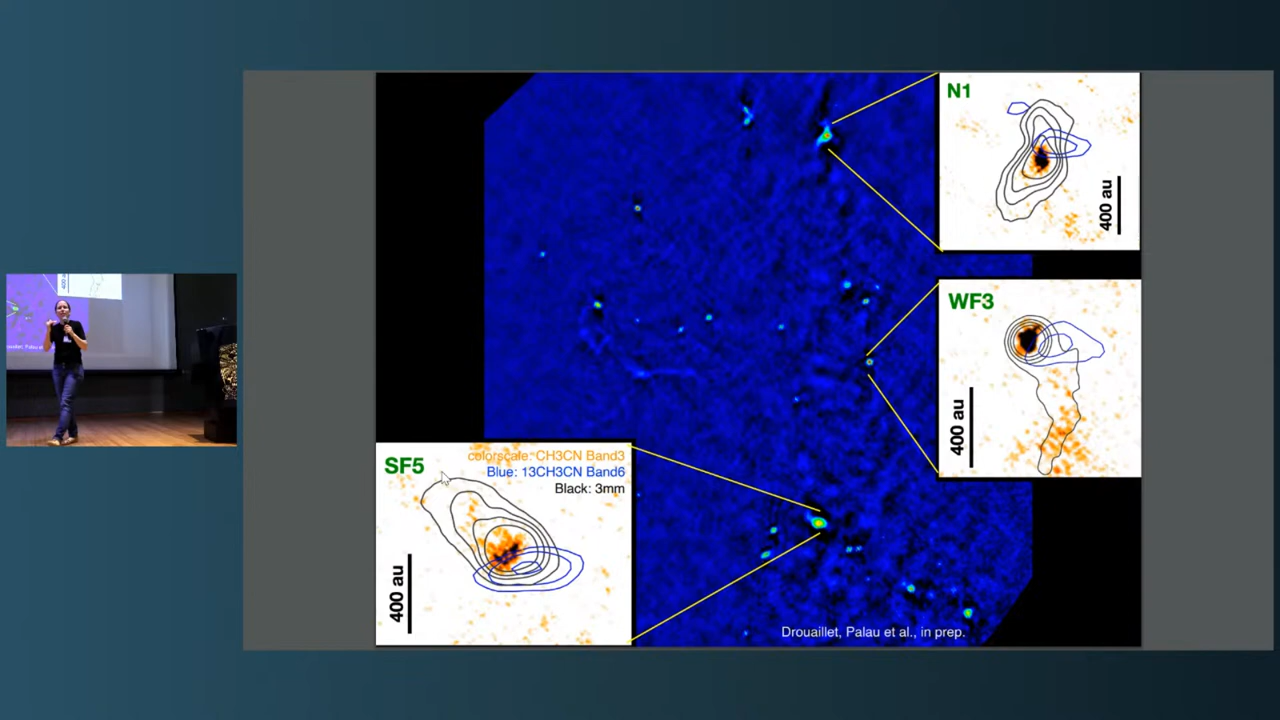 N1
400 au
WF3
400 au
SF5
colorscale: CH3CN Band3
Blue: 13CH3CN Band6
Black: 3mm
400 au
Drouaillet, Palau et al., in prep.